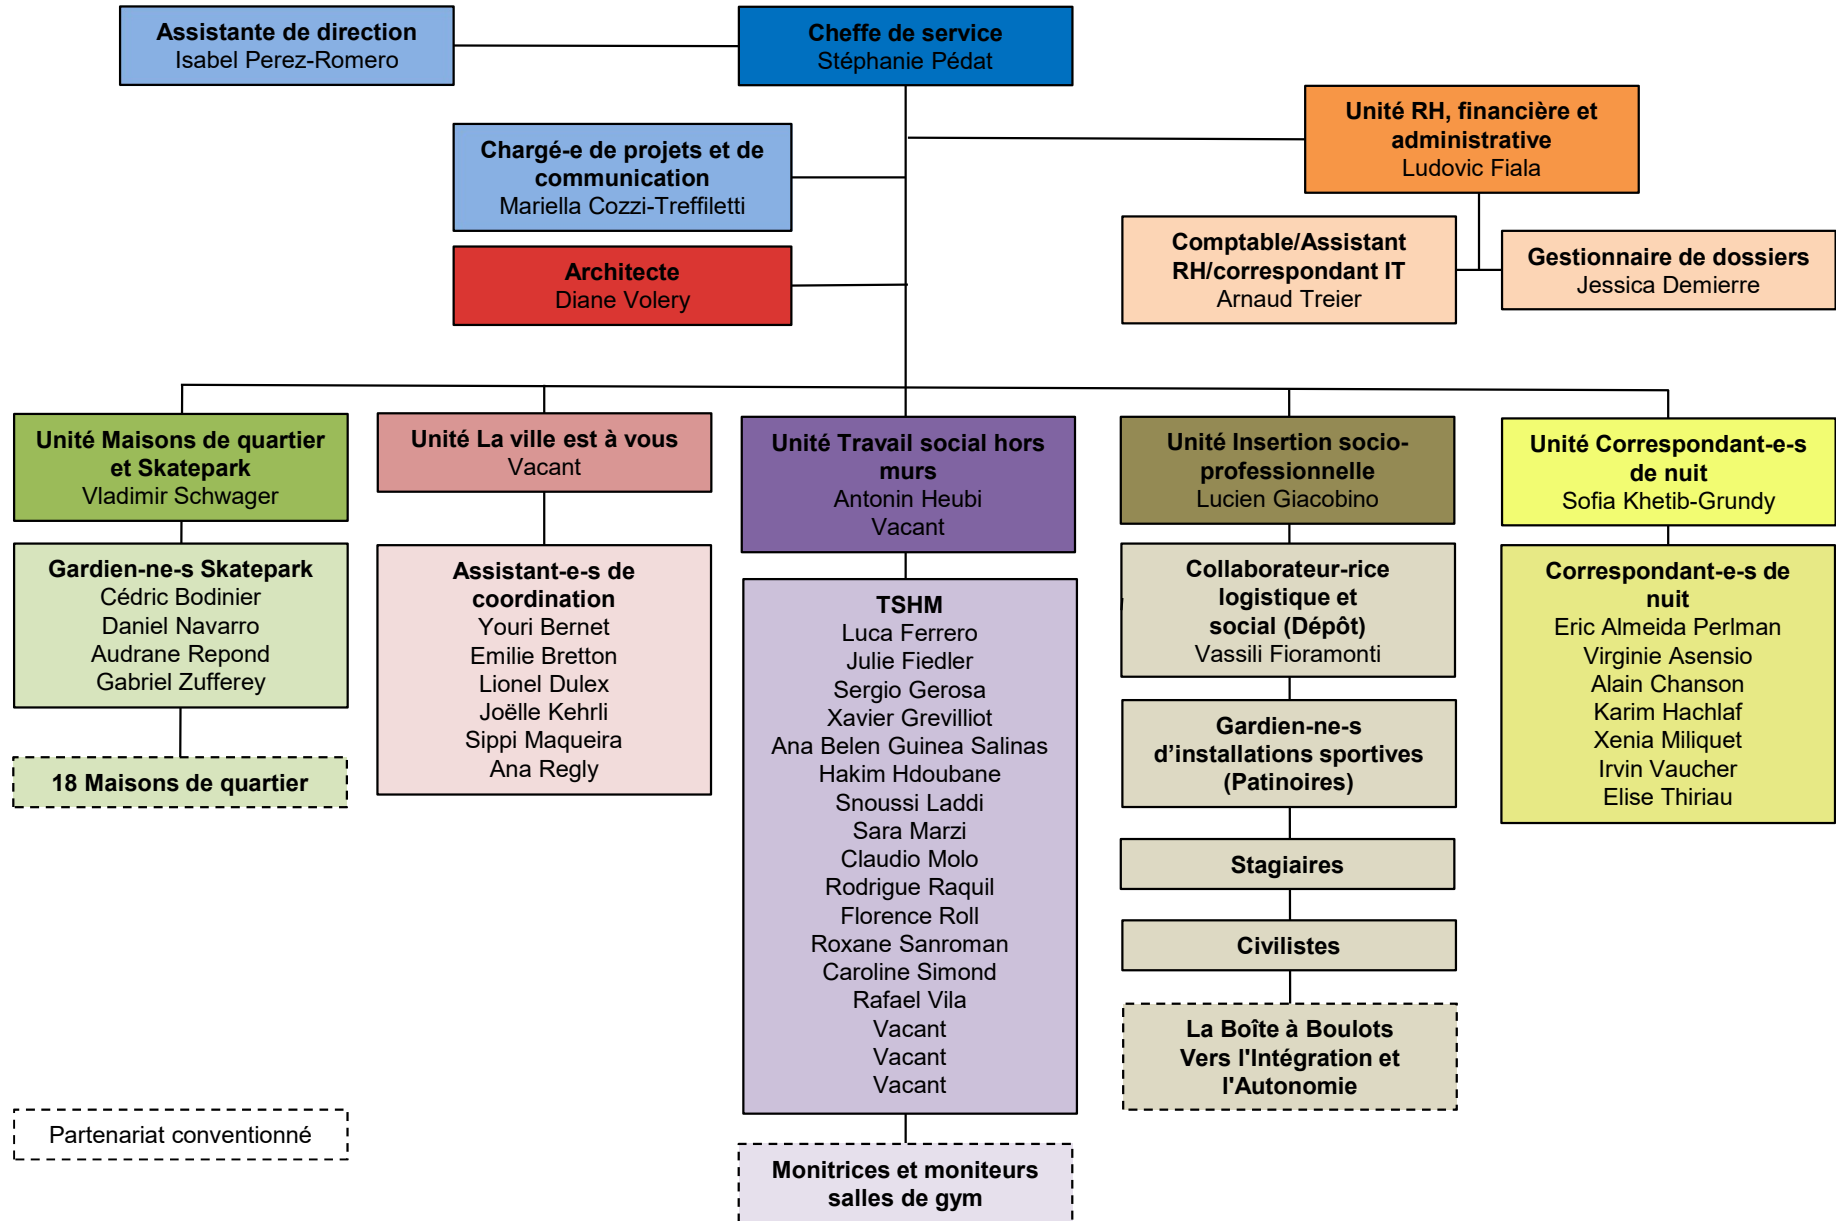 Assistante de direction
Isabel Perez-Romero
Cheffe de service
Stéphanie Pédat
Unité RH, financière et
administrative
Ludovic Fiala
Chargé-e de projets et de
communication
Mariella Cozzi-Treffiletti
Comptable/Assistant
RH/correspondant IT
Arnaud Treier
Gestionnaire de dossiers
Jessica Demierre
Architecte
Diane Volery
Unité Maisons de quartier
et Skatepark
Vladimir Schwager
Gardien-ne-s Skatepark
Cédric Bodinier
Daniel Navarro
Audrane Repond
Gabriel Zufferey
18 Maisons de quartier
Unité La ville est à vous
Vacant
Assistant-e-s de
coordination
Youri Bernet
Emilie Bretton
Lionel Dulex
Joëlle Kehrli
Sippi Maqueira
Ana Regly
Unité Travail social hors
murs
Antonin Heubi
Vacant
TSHM
Luca Ferrero
Julie Fiedler
Sergio Gerosa
Xavier Grevilliot
Ana Belen Guinea Salinas
Hakim Hdoubane
Snoussi Laddi
Sara Marzi
Claudio Molo
Rodrigue Raquil
Florence Roll
Roxane Sanroman
Caroline Simond
Rafael Vila
Vacant
Vacant
Vacant
Monitrices et moniteurs
salles de gym
Unité Insertion socio-
professionnelle
Lucien Giacobino
Collaborateur-rice
logistique et
social (Dépôt)
Vassili Fioramonti
Gardien-ne-s
d’installations sportives
(Patinoires)
Stagiaires
Civilistes
La Boîte à Boulots
Vers l'Intégration et
l'Autonomie
Unité Correspondant-e-s
de nuit
Sofia Khetib-Grundy
Correspondant-e-s de
nuit
Eric Almeida Perlman
Virginie Asensio
Alain Chanson
Karim Hachlaf
Xenia Miliquet
Irvin Vaucher
Elise Thiriau
Partenariat conventionné